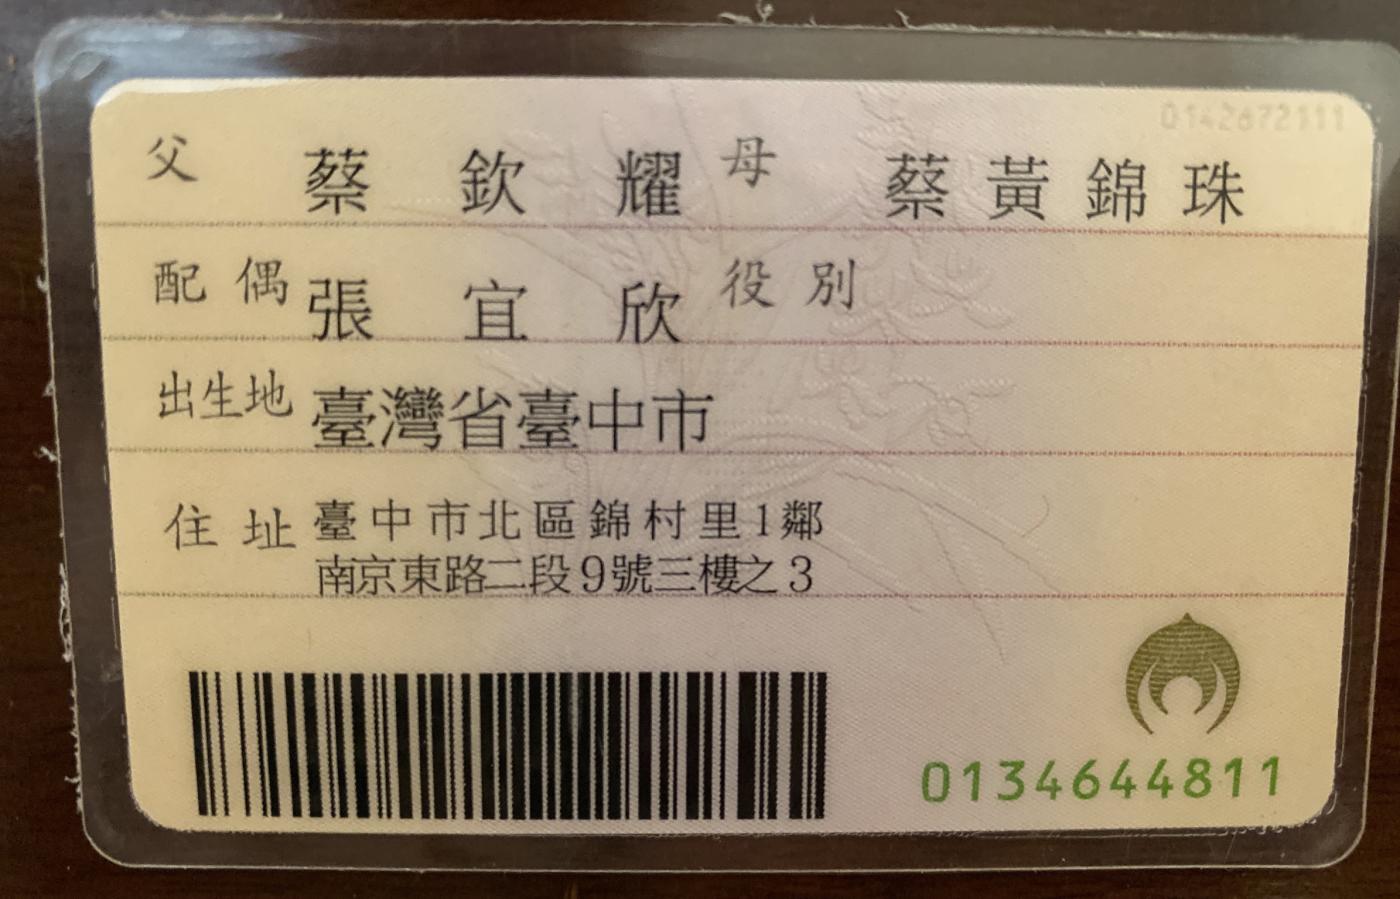 0142672111
父 蔡欽耀 母 蔡黃錦珠
配偶 張宜欣 役別
出生地 臺灣省臺中市
住址 臺中市北區錦村里1鄰
南京東路二段9號三樓之3
0134644811